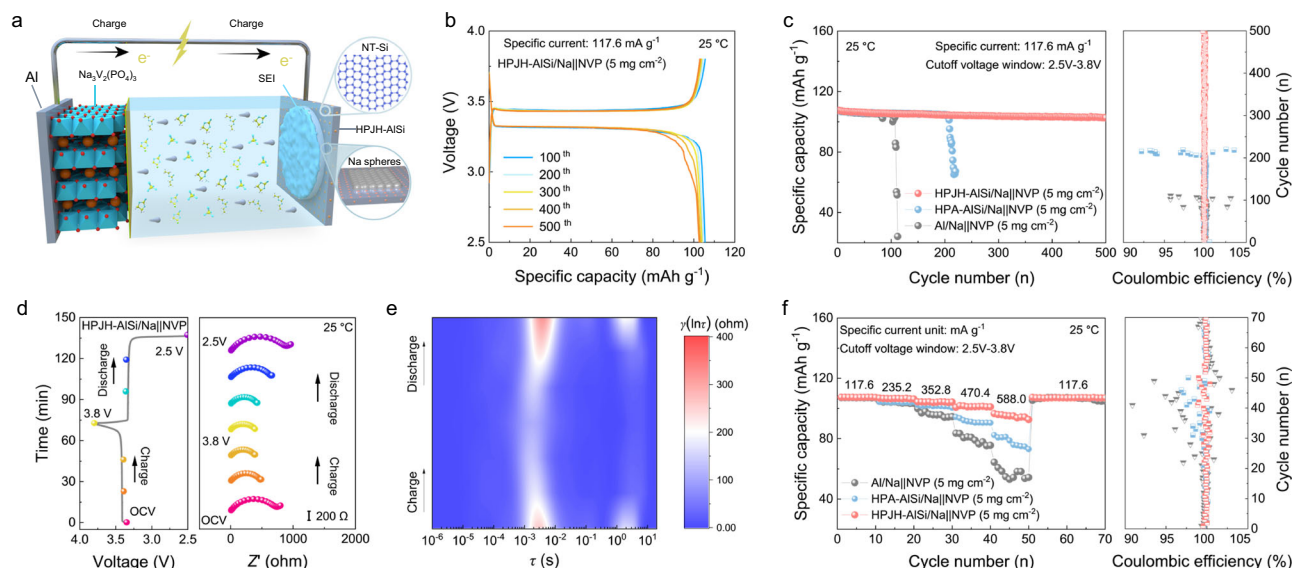 a
Charge
Charge
e-
e-
Al
Na3V2(PO4)3
NT-Si
SEI
HPJH-AlSi
Na spheres
b
Specific current: 117.6 mA g-1
25 °C
HPJH-AlSi/Na||NVP (5 mg cm-2)
Voltage (V)
3.8
3.4
2.9
2.5
100 th
200 th
300 th
400 th
500 th
0 20 40 60 80 100 120
Specific capacity (mAh g-1)
c
25 °C
Specific current: 117.6 mA g-1
Cutoff voltage window: 2.5V-3.8V
Specific capacity (mAh g-1)
160
120
80
40
HPJH-AlSi/Na||NVP (5 mg cm-2)
HPA-AlSi/Na||NVP (5 mg cm-2)
Al/Na||NVP (5 mg cm-2)
0 100 200 300 400 500
Cycle number (n)
500
400
300
200
100
0
Cycle number (n)
90 95 100 105
Coulombic efficiency (%)
d
HPJH-AlSi/Na||NVP
Time (min)
150
120
90
60
30
0
2.5 V
Discharge
3.8 V
Charge
OCV
4.0 3.5 3.0 2.5
Voltage (V)
25 °C
2.5V
Discharge
3.8 V
Charge
OCV
200 Ω
0 1000 2000
Z' (ohm)
e
Discharge
Charge
10-6 10-5 10-4 10-3 10-2 10-1 100 101
τ (s)
γ(lnτ) (ohm)
400
300
200
100
0.00
f
Specific current unit: mA g-1
25 °C
Cutoff voltage window: 2.5V-3.8V
117.6
235.2
352.8
470.4
588.0
117.6
Specific capacity (mAh g-1)
160
120
80
40
Al/Na||NVP (5 mg cm-2)
HPA-AlSi/Na||NVP (5 mg cm-2)
HPJH-AlSi/Na||NVP (5 mg cm-2)
0 10 20 30 40 50 60 70
Cycle number (n)
70
60
50
40
30
20
10
0
Cycle number (n)
90 95 100 105
Coulombic efficiency (%)